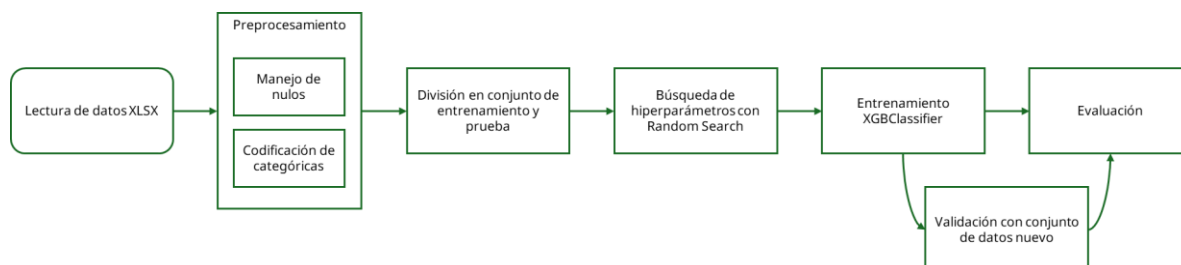 Lectura de datos XLSX
Preprocesamiento
Manejo de
nulos
Codificación de
categóricas
División en conjunto de
entrenamiento y
prueba
Búsqueda de
hiperparámetros con
Random Search
Entrenamiento
XGBClassifier
Evaluación
Validación con conjunto
de datos nuevo